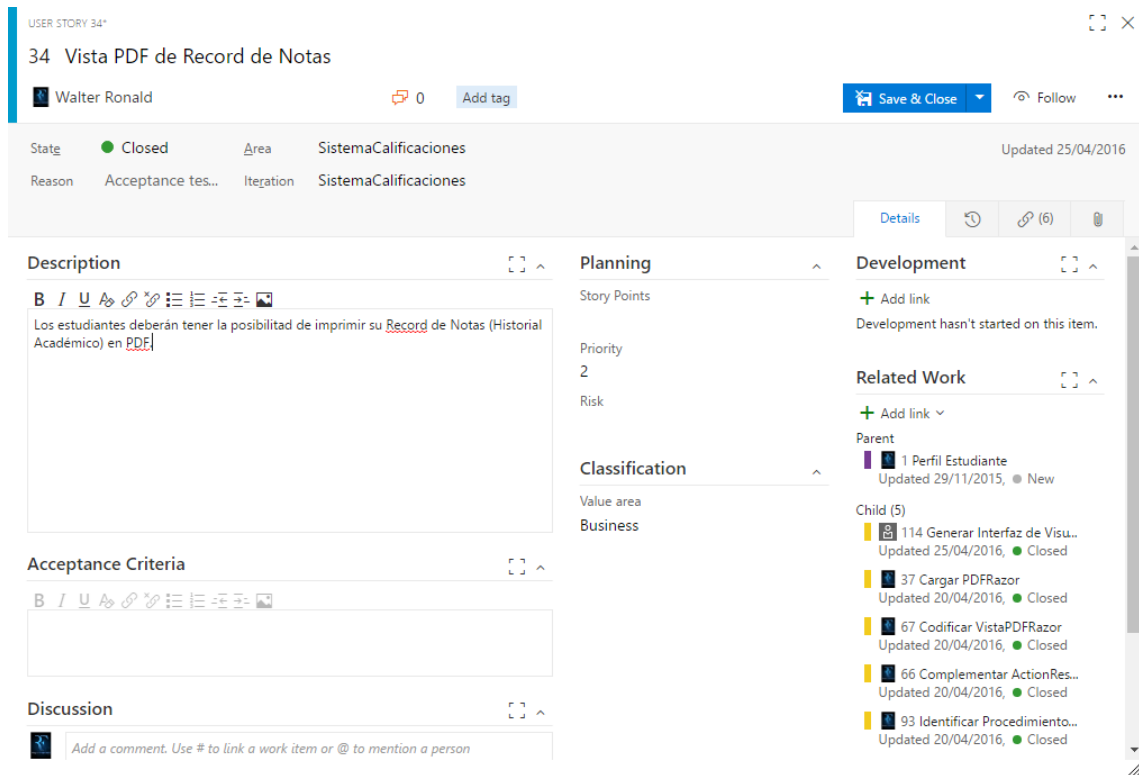 USER STORY 34*
34 Vista PDF de Record de Notas
Walter Ronald
0
Add tag
Save & Close
Follow
State
Closed
Area
SistemaCalificaciones
Updated 25/04/2016
Reason
Acceptance tes...
Iteration
SistemaCalificaciones
Details
(6)
Description
B I U
Los estudiantes deberán tener la posibilitad de imprimir su Record de Notas (Historial
Académico) en PDF.
Acceptance Criteria
B I U
Discussion
Add a comment. Use # to link a work item or @ to mention a person
Planning
Story Points
Priority
2
Risk
Classification
Value area
Business
Development
+ Add link
Development hasn't started on this item.
Related Work
+ Add link
Parent
1 Perfil Estudiante
Updated 29/11/2015, New
Child (5)
114 Generar Interfaz de Visu...
Updated 25/04/2016, Closed
37 Cargar PDFRazor
Updated 20/04/2016, Closed
67 Codificar VistaPDFRazor
Updated 20/04/2016, Closed
66 Complementar ActionRes...
Updated 20/04/2016, Closed
93 Identificar Procedimiento...
Updated 20/04/2016, Closed